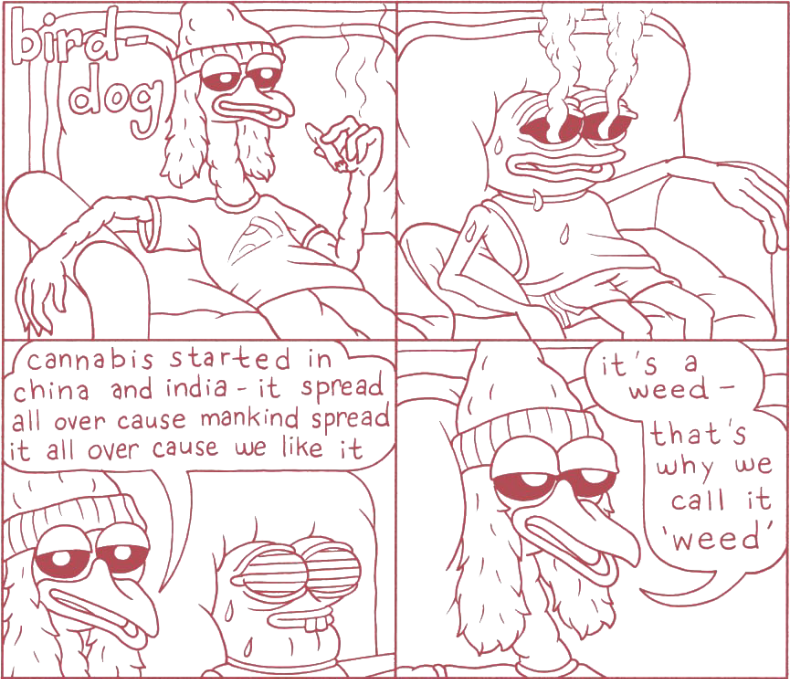 bird-
dog
cannabis started in
china and india - it spread
all over cause mankind spread
it all over cause we like it
it's a
weed -
that's
why we
call it
'weed'